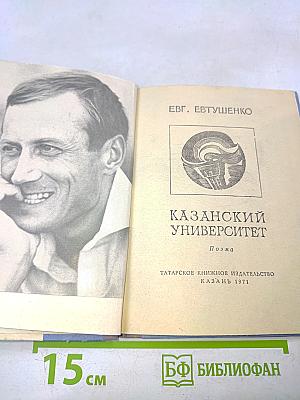 ЕВГ. ЕВТУШЕНКО
КАЗАНСКИЙ
УНИВЕРСИТЕТ
Поэма
ТАТАРСКОЕ КНИЖНОЕ ИЗДАТЕЛЬСТВО
КАЗАНЬ 1971
15 см
БФ БИБЛИОФАН